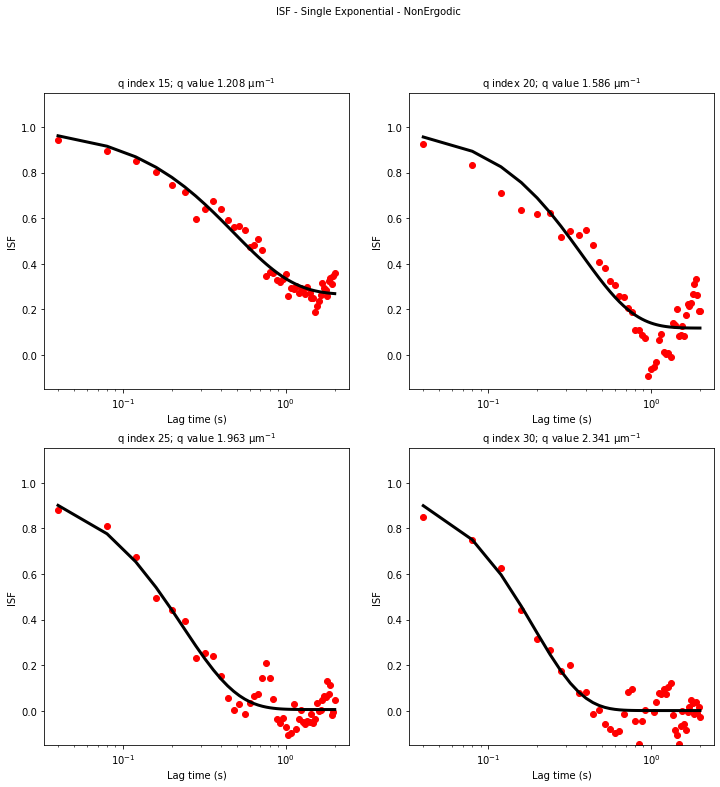 ISF - Single Exponential - NonErgodic
q index 15; q value 1.208 μm⁻¹
q index 20; q value 1.586 μm⁻¹
1.0
0.8
0.6
0.4
0.2
0.0
ISF
10⁻¹
10⁰
Lag time (s)
1.0
0.8
0.6
0.4
0.2
0.0
ISF
10⁻¹
10⁰
Lag time (s)
q index 25; q value 1.963 μm⁻¹
q index 30; q value 2.341 μm⁻¹
1.0
0.8
0.6
0.4
0.2
0.0
ISF
10⁻¹
10⁰
Lag time (s)
1.0
0.8
0.6
0.4
0.2
0.0
ISF
10⁻¹
10⁰
Lag time (s)